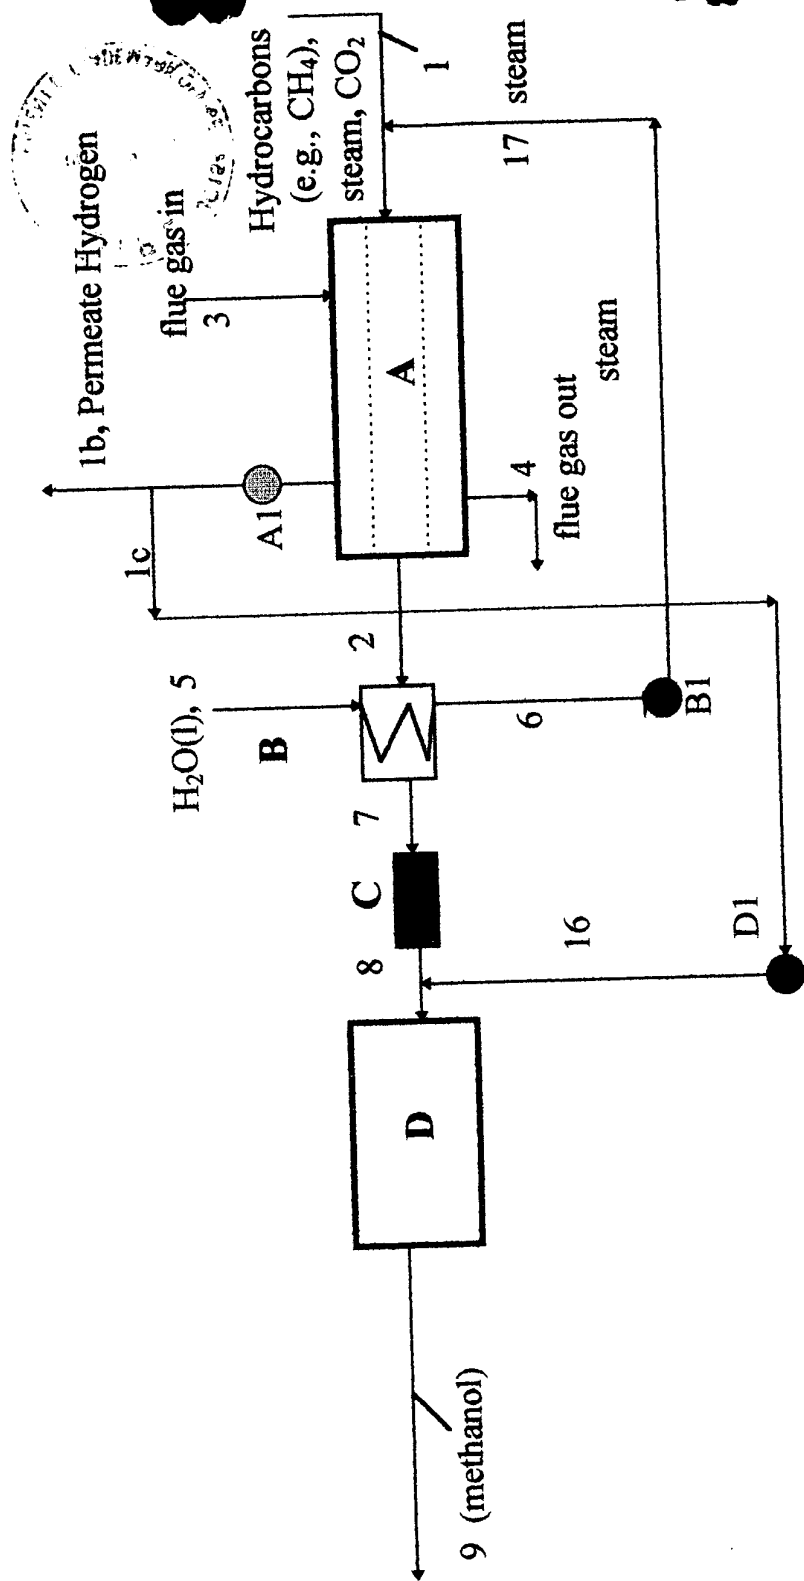 1b, Permeate Hydrogen
flue gas in
3
Hydrocarbons
(e.g., CH₄),
steam, CO₂
1
steam
17
A
A1
1c
4
flue gas out
steam
2
H₂O(l), 5
B
6
B1
7
C
8
16
D1
D
9 (methanol)